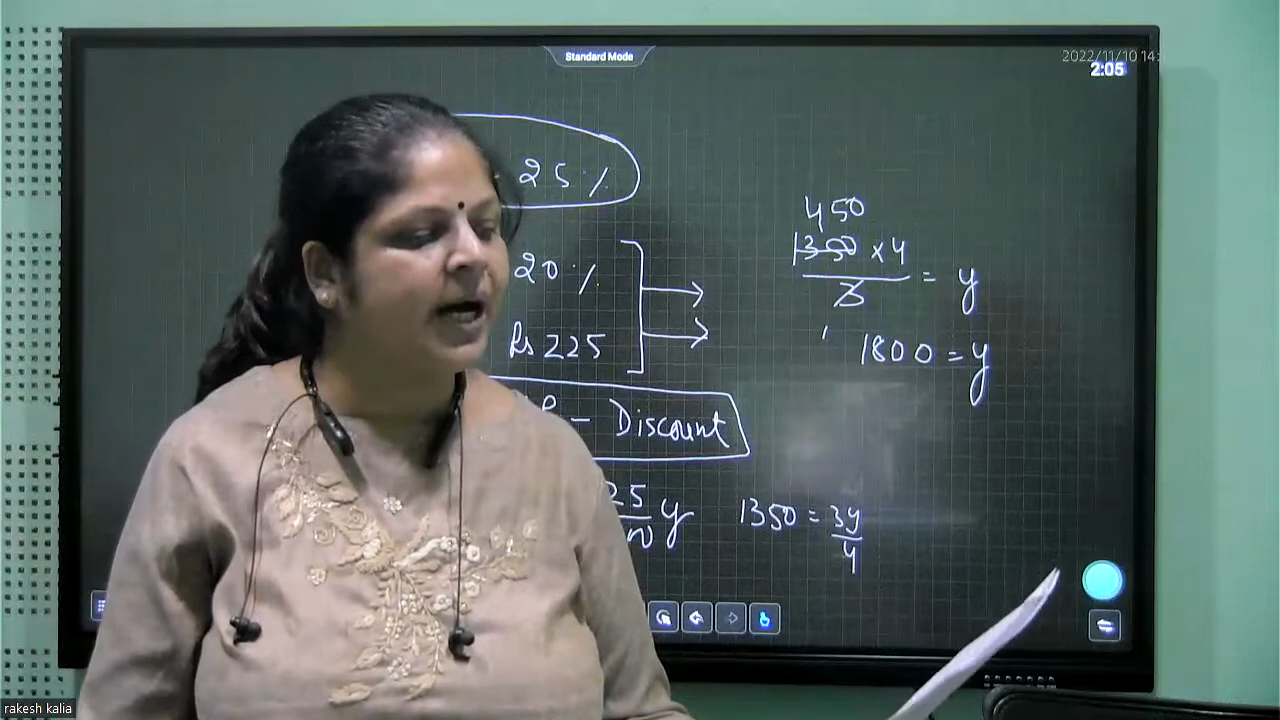 Standard Mode
2022/11/10 14:
2:05
25%
20%
Rs 225
- Discount
25
y
1350 = 3y
4
450
1350 x 4
3
= y
1800 = y
rakesh kalia